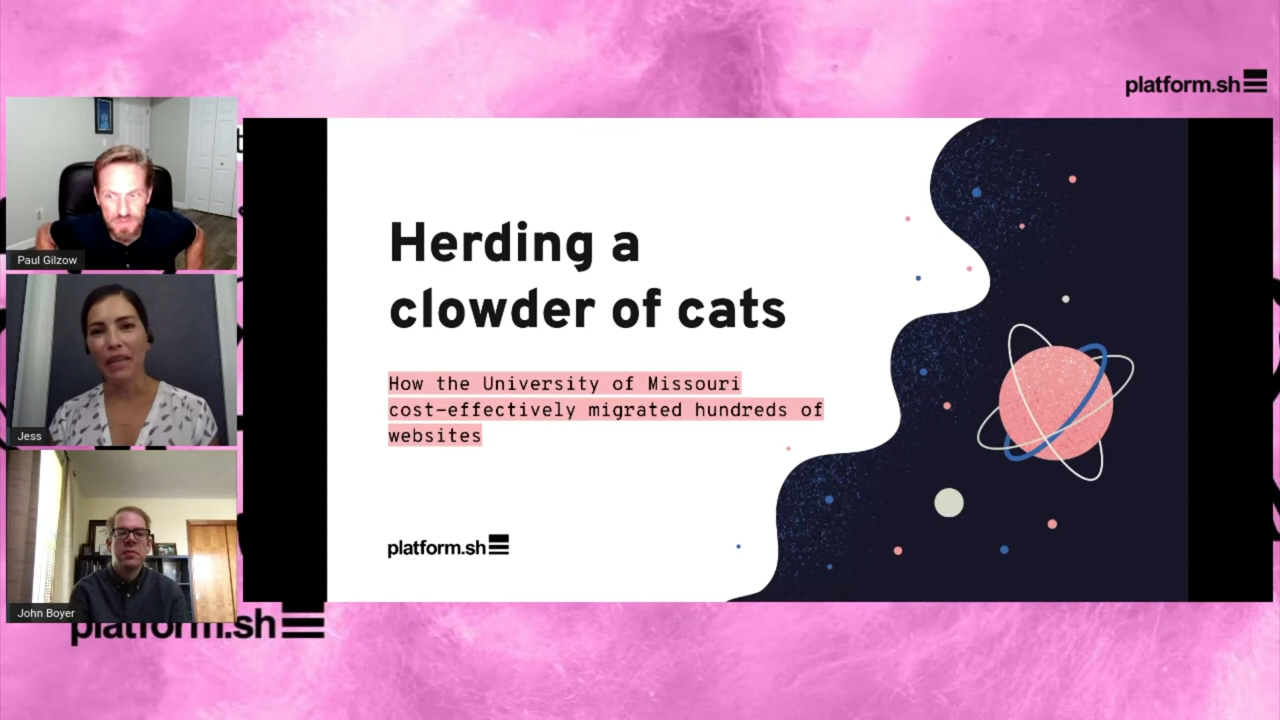 platform.sh
Paul Gilzow
Jess
John Boyer
Herding a
clowder of cats
How the University of Missouri
cost-effectively migrated hundreds of
websites
platform.sh
platform.sh